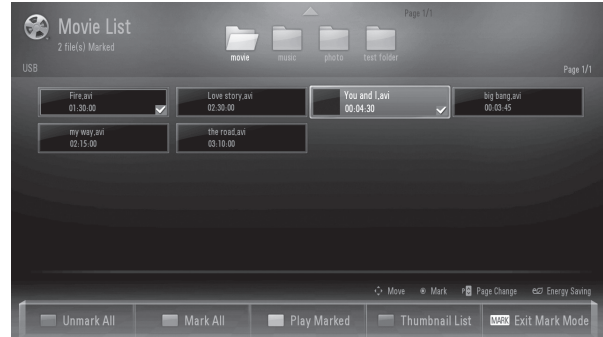 Movie List
Page 1/1
2 file(s) Marked
movie
music
photo
test folder
USB
Page 1/1
Fire,avi
01:30:00
Love story,avi
02:30:00
You and I,avi
00:04:30
big bang,avi
00:03:45
my way,avi
02:15:00
the road,avi
03:10:00
Move
Mark
Page Change
Energy Saving
Unmark All
Mark All
Play Marked
Thumbnail List
MARK Exit Mark Mode